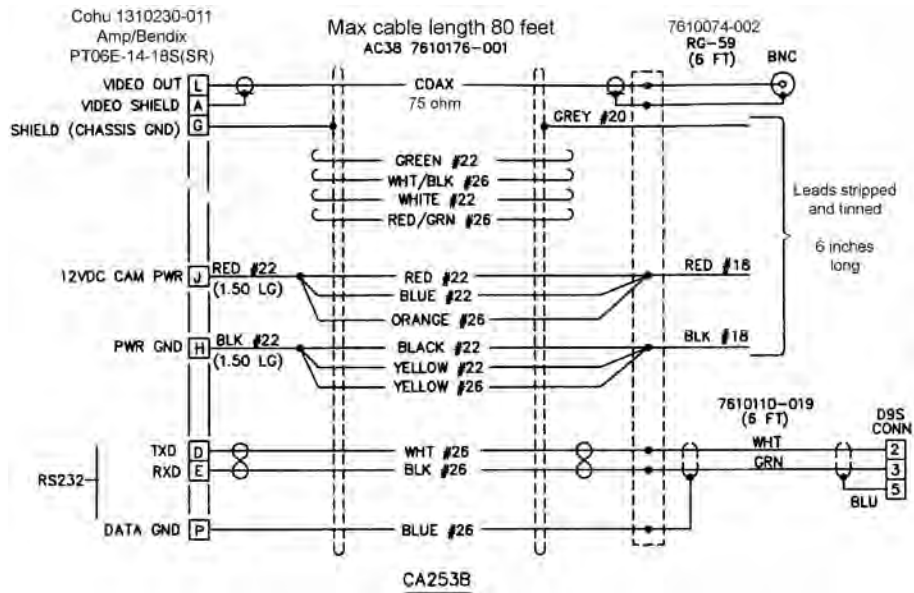 Cohu 1310230-011
Amp/Bendix
PT06E-14-18S(SR)
Max cable length 80 feet
AC38 7610176-001
7610074-002
RG-59
(6 FT)
BNC
VIDEO OUT L
COAX
VIDEO SHIELD A
75 ohm
SHIELD (CHASSIS GND) G
GREY #20
GREEN #22
WHT/BLK #26
WHITE #22
RED/GRN #26
Leads stripped
and tinned
6 inches
long
12VDC CAM PWR J RED #22 RED #22 RED #18
(1.50 LG) BLUE #22
ORANGE #26
PWR GND H BLK #22 BLACK #22 BLK #18
(1.50 LG) YELLOW #22
YELLOW #26
7610110-019
(6 FT)
D9S
CONN
TXD D WHT #26 WHT 2
RXD E BLK #26 GRN 3
RS232
5
BLU
DATA GND P BLUE #26
CA253B